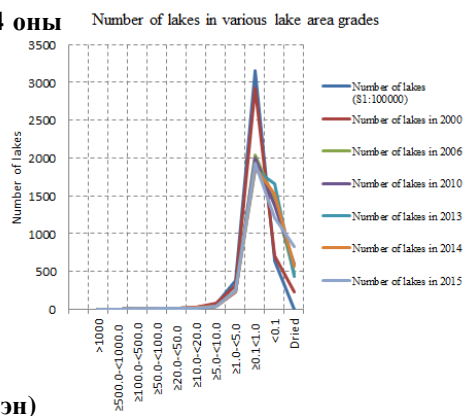 4 оны
Number of lakes in various lake area grades
3500
3000
2500
2000
1500
1000
500
0
Number of lakes
>1000
≥500.0-<1000.0
≥100.0-<500.0
≥50.0-<100.0
≥20.0-<50.0
≥10.0-<20.0
≥5.0-<10.0
≥1.0-<5.0
≥0.1<1.0
<0.1
Dried
Number of lakes
(S1:100000)
Number of lakes in 2000
Number of lakes in 2006
Number of lakes in 2010
Number of lakes in 2013
Number of lakes in 2014
Number of lakes in 2015
эн)